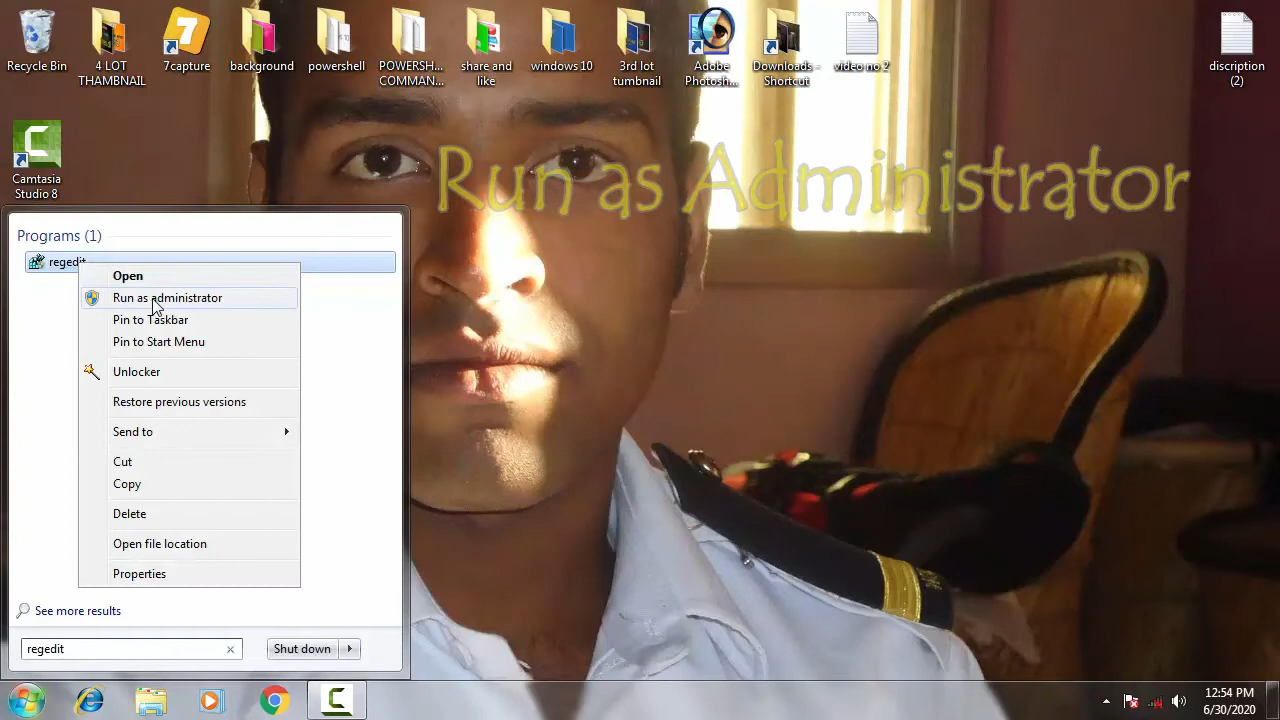 Recycle Bin
4 LOT
THAMNAIL
7capture
background
powershell
POWERSH...
COMMAN...
share and
like
windows 10
3rd lot
tumbnail
Adobe
Photosh...
Downloads -
Shortcut
video no 2
discription
(2)
Camtasia
Studio 8
Run as Administrator
Programs (1)
regedit
Open
Run as administrator
Pin to Taskbar
Pin to Start Menu
Unlocker
Restore previous versions
Send to
Cut
Copy
Delete
Open file location
Properties
See more results
regedit
Shut down
12:54 PM
6/30/2020